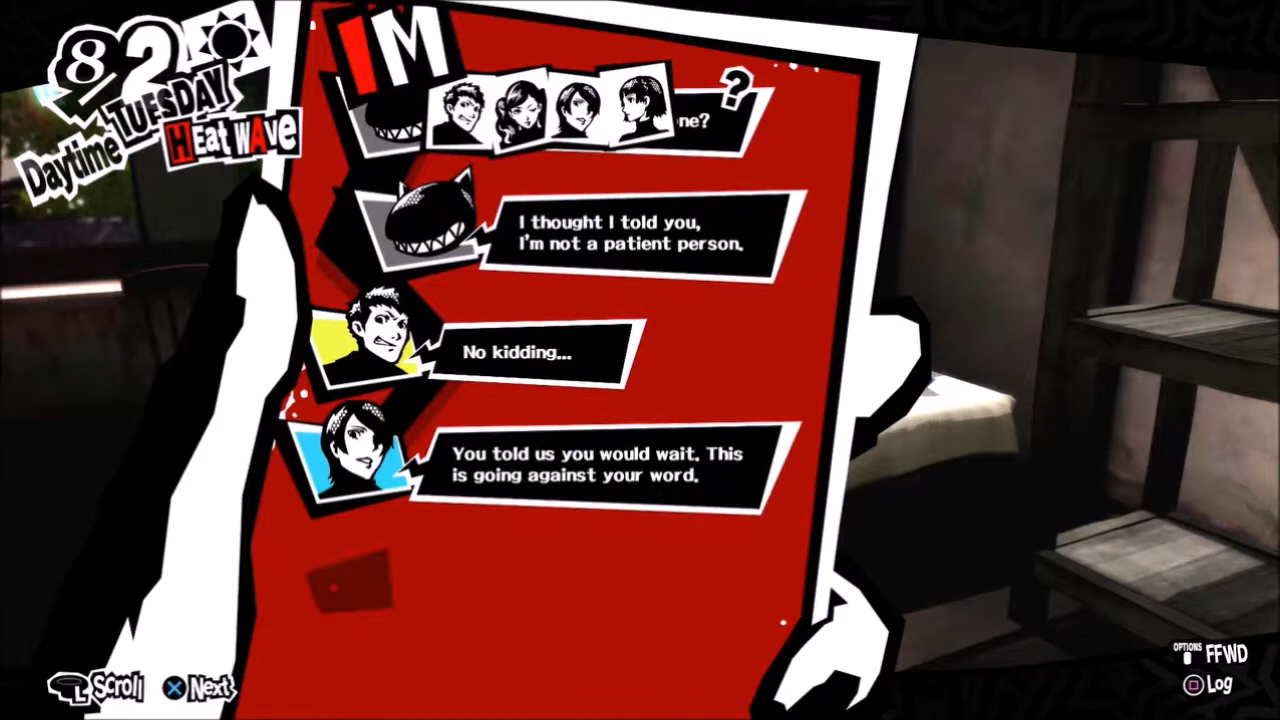 8/2
TUESDAY
Daytime
Heat wAve
IM
?
ne?
I thought I told you,
I'm not a patient person.
No kidding...
You told us you would wait. This
is going against your word.
L Scroll
Next
OPTIONS FFWD
Log